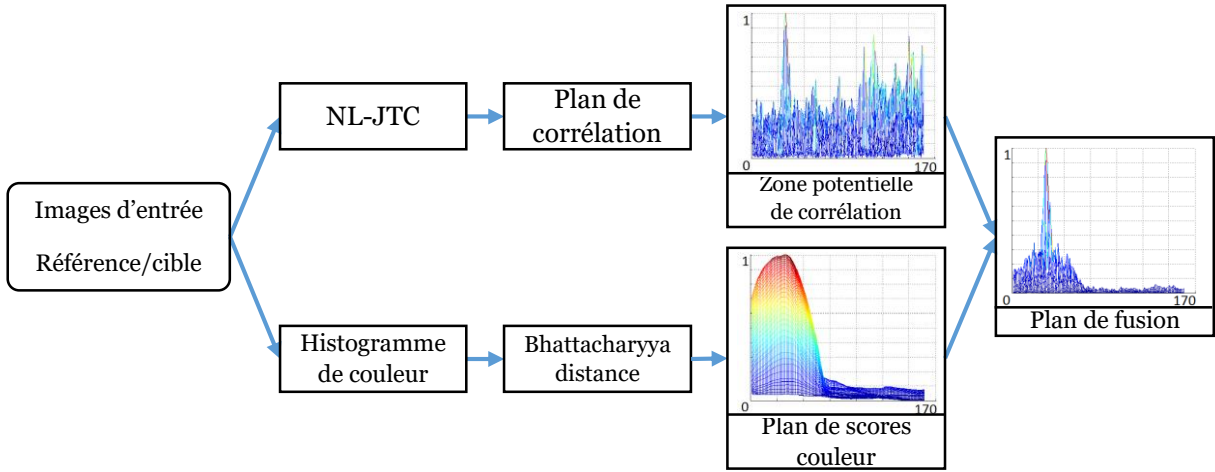 Images d'entrée
Référence/cible
NL-JTC
Plan de
corrélation
1
0
170
Zone potentielle
de corrélation
Histogramme
de couleur
Bhattacharyya
distance
1
0
170
Plan de scores
couleur
1
0
170
Plan de fusion